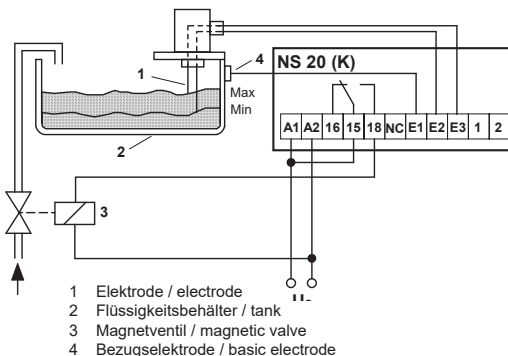 4
NS 20 (K)
1
Max
Min
A1 A2 16 15 18 NC E1 E2 E3 1 2
2
3
1 Elektrode / electrode
2 Flüssigkeitsbehälter / tank
3 Magnetventil / magnetic valve
4 Bezugselektrode / basic electrode